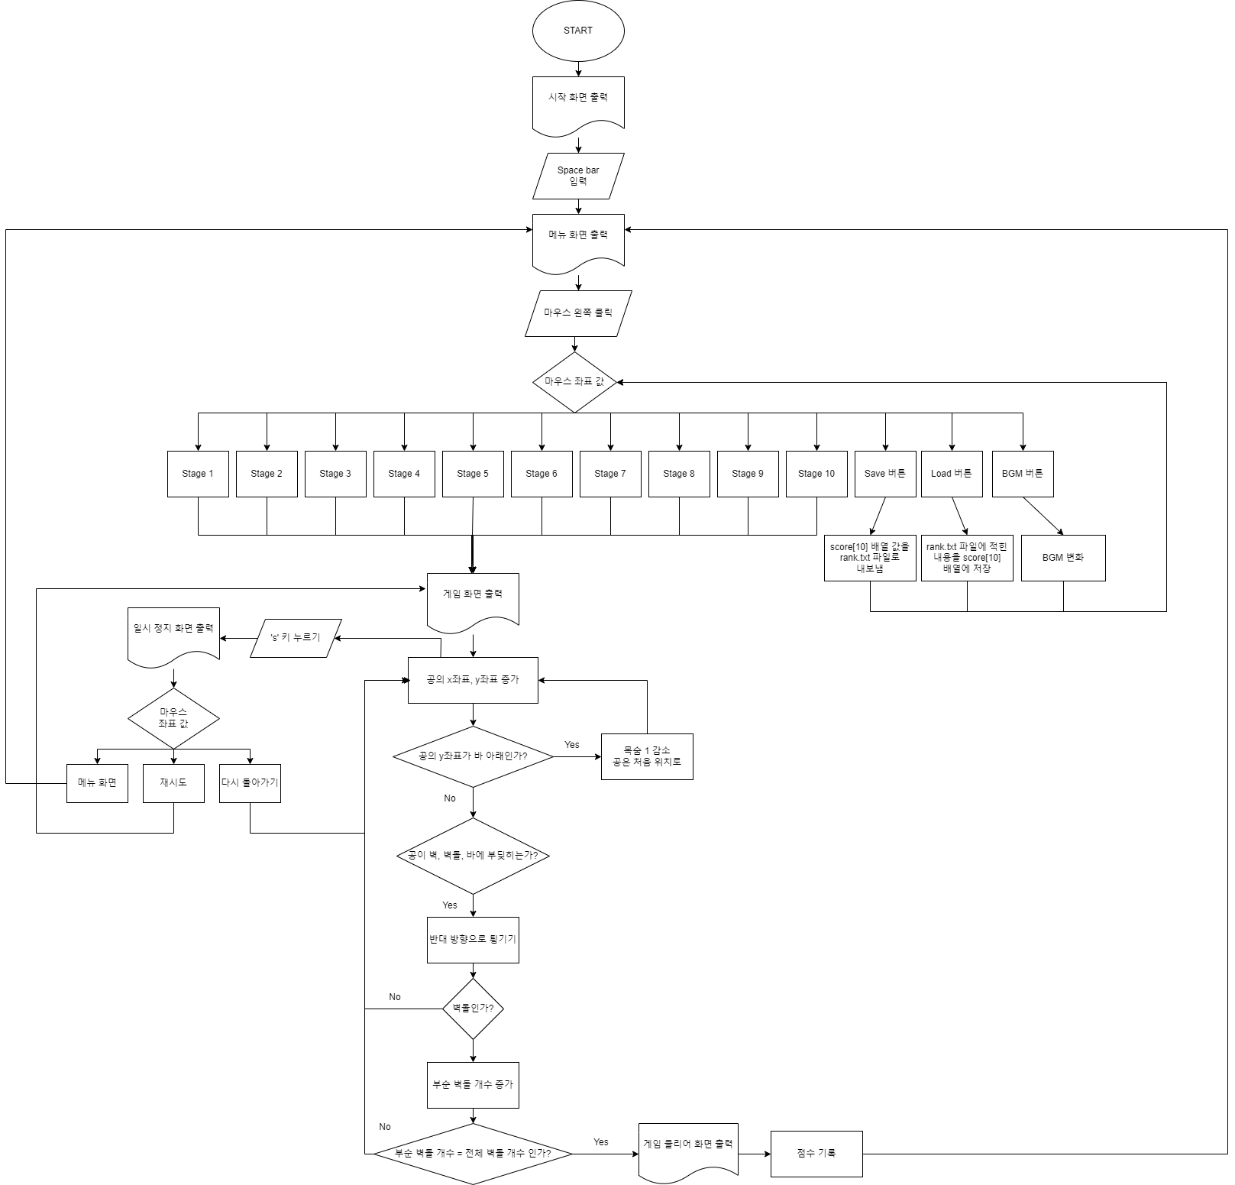 START
시작 화면 출력
Space bar
입력
메뉴 화면 출력
마우스 왼쪽 클릭
마우스 좌표 값
Stage 1
Stage 2
Stage 3
Stage 4
Stage 5
Stage 6
Stage 7
Stage 8
Stage 9
Stage 10
Save 버튼
Load 버튼
BGM 버튼
score[10] 배열 값을
rank.txt 파일로
내보냄
rank.txt 파일에 적힌
내용을 score[10]
배열에 저장
BGM 변화
게임 화면 출력
일시 정지 화면 출력
's' 키 누르기
공의 x좌표, y좌표 증가
마우스
좌표 값
공의 y좌표가 바 아래인가?
Yes
목숨 1 감소
공은 처음 위치로
메뉴 화면
재시도
다시 돌아가기
No
공이 벽, 벽돌, 바에 부딪히는가?
Yes
반대 방향으로 튕기기
No
벽돌인가?
부순 벽돌 개수 증가
No
부순 벽돌 개수 = 전체 벽돌 개수 인가?
Yes
게임 클리어 화면 출력
점수 기록